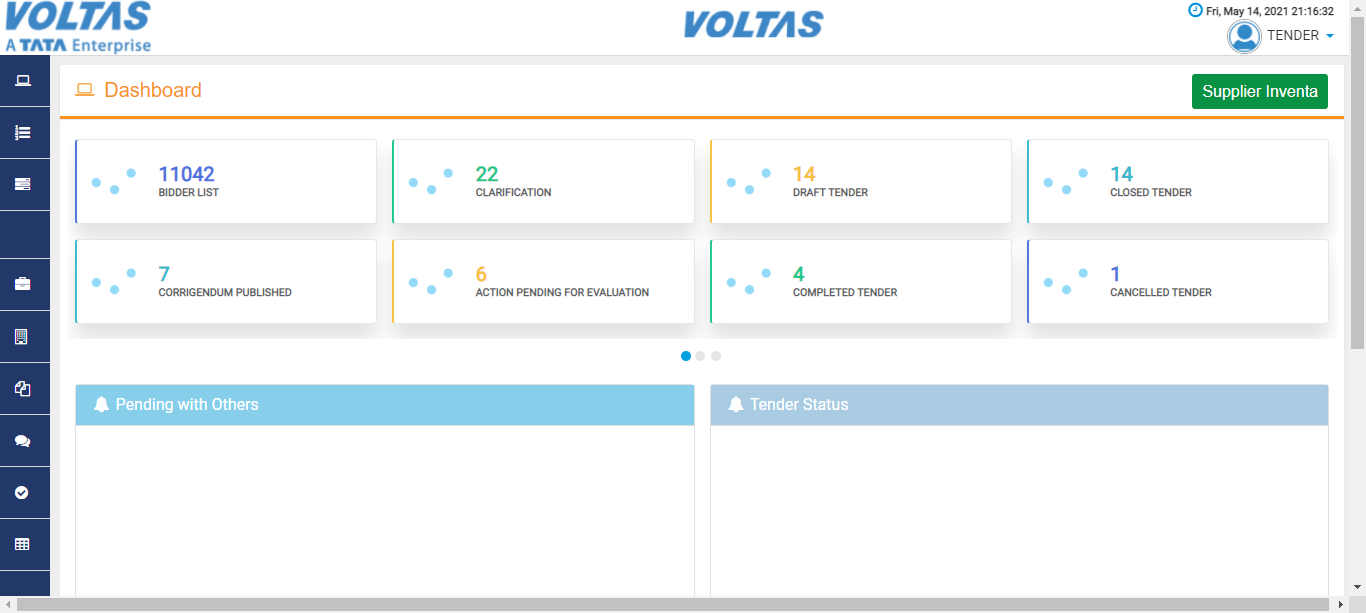 VOLTAS
A TATA Enterprise
VOLTAS
Fri, May 14, 2021 21:16:32
TENDER
Dashboard
Supplier Inventa
11042
BIDDER LIST
22
CLARIFICATION
14
DRAFT TENDER
14
CLOSED TENDER
7
CORRIGENDUM PUBLISHED
6
ACTION PENDING FOR EVALUATION
4
COMPLETED TENDER
1
CANCELLED TENDER
Pending with Others
Tender Status